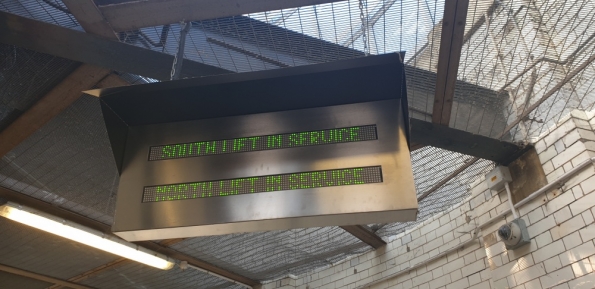 SOUTH LIFT IN SERVICE
NORTH LIFT IN SERVICE